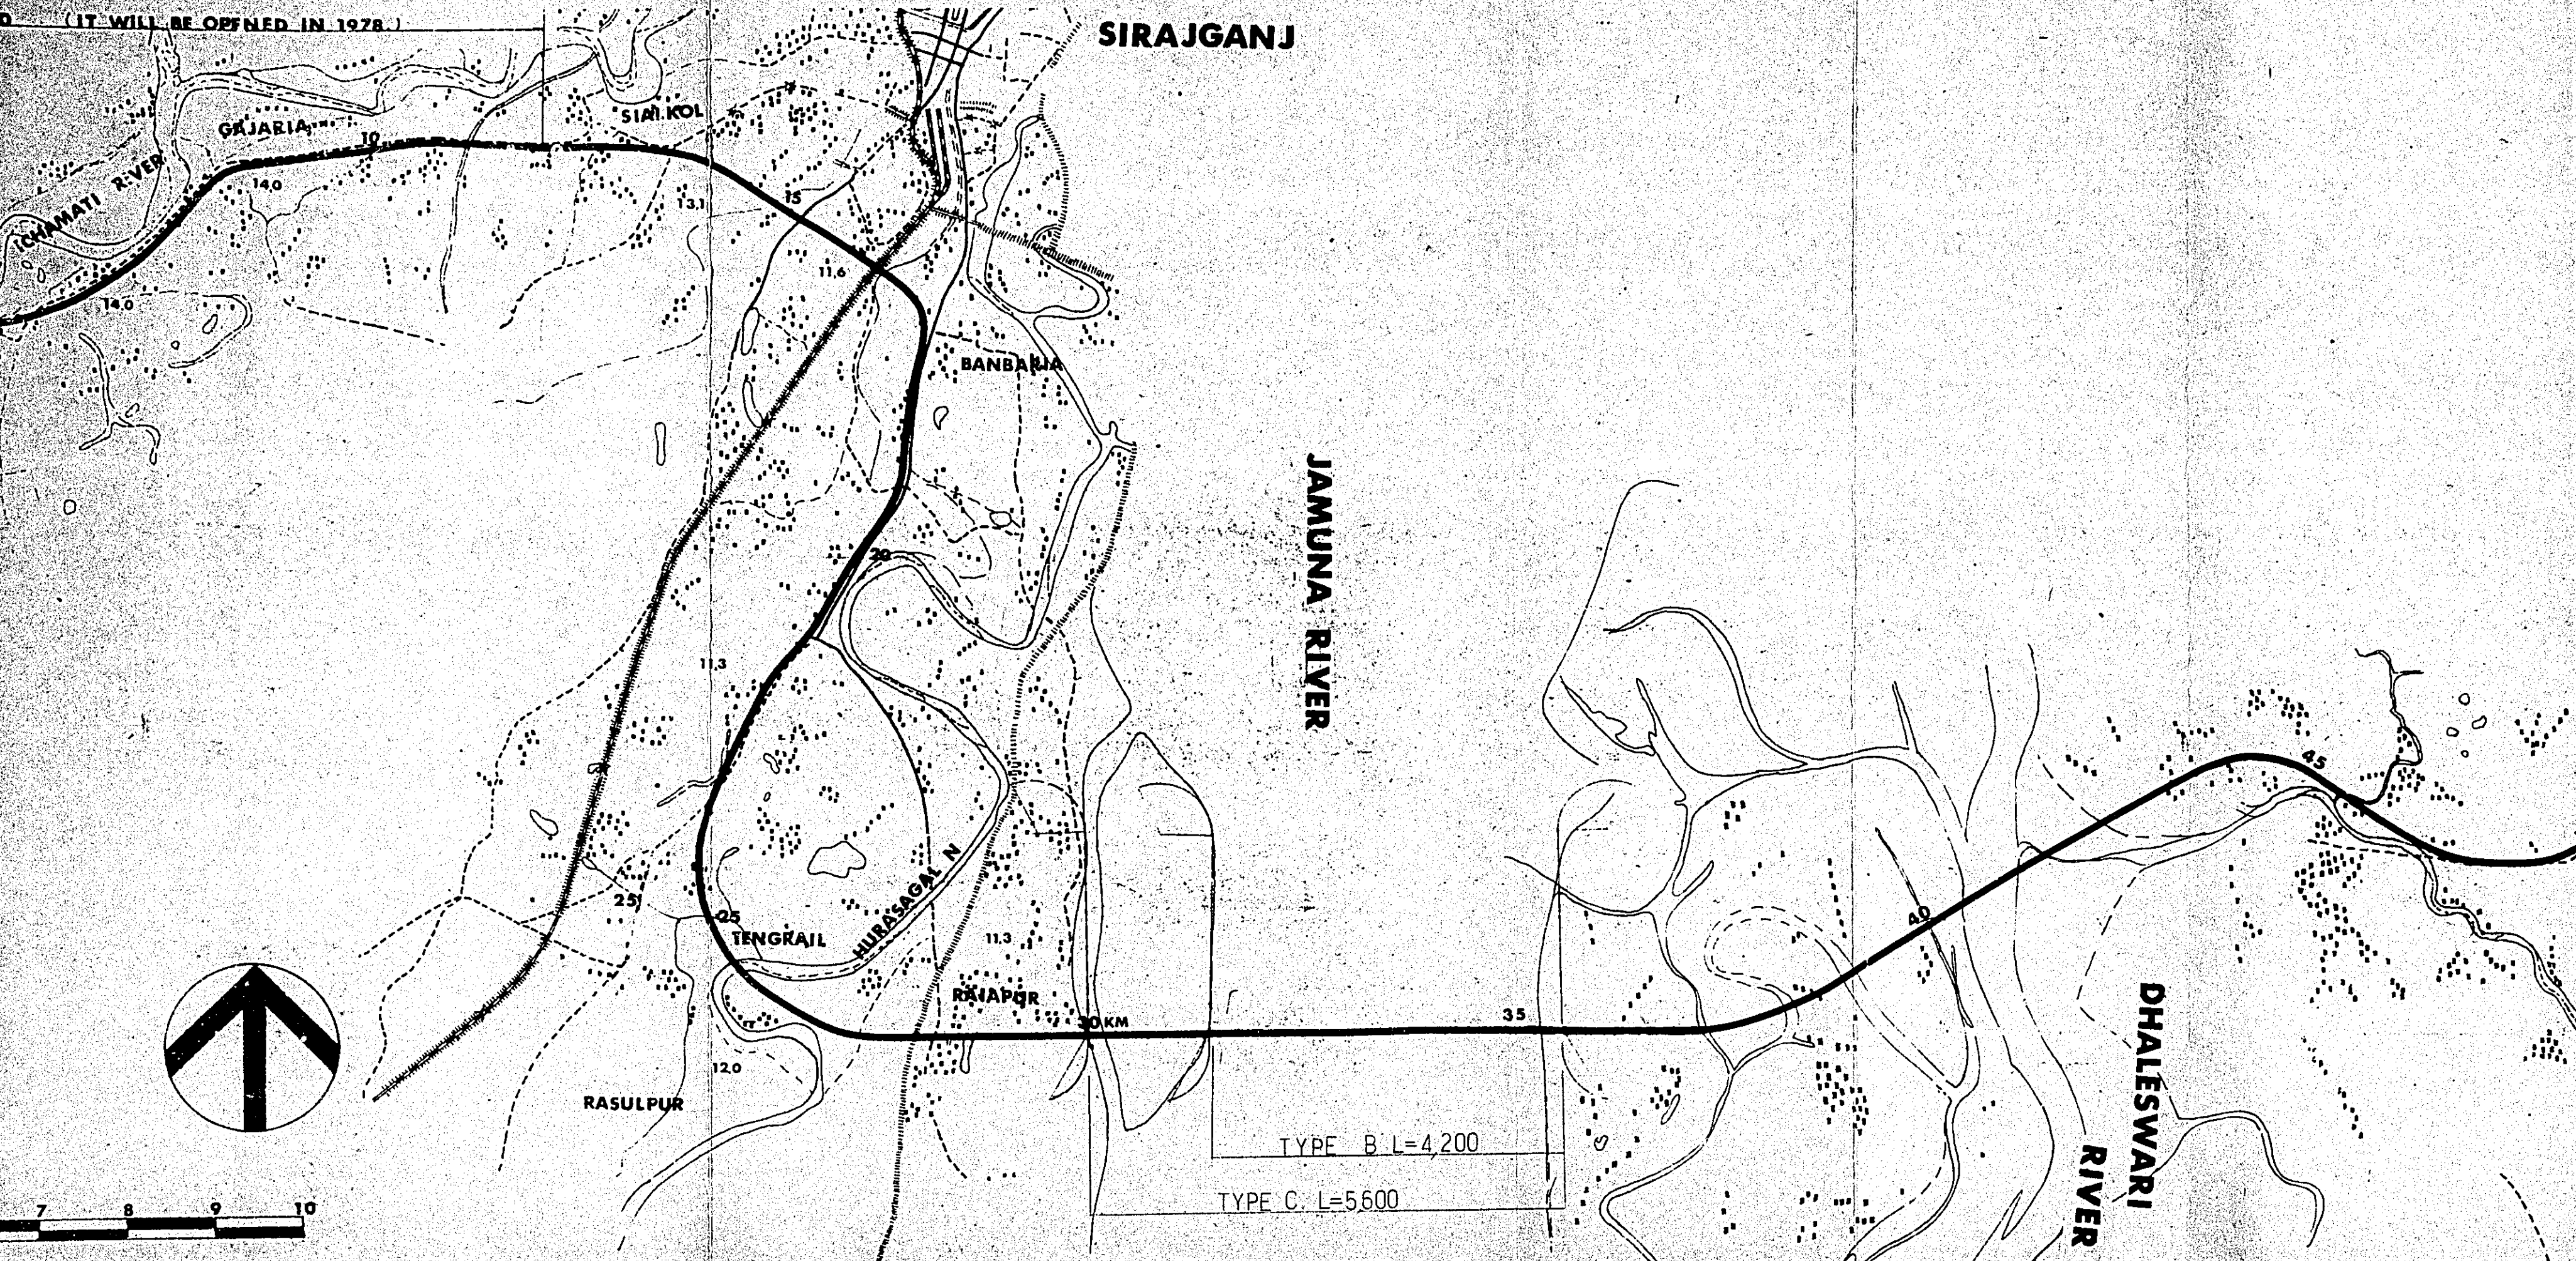 (IT WILL BE OPENED IN 1978.)
SIRAJGANJ
GAJARIA
SIALKOL
10
ICHAMATI RIVER
14.0
13.1
15
14.0
11.6
BANBARIA
JAMUNA RIVER
20
11.3
45
25
25
TENGRAIL
HURASAGAL N
11.3
40
RAJAPUR
30 KM
35
12.0
RASULPUR
DHALESWARI
RIVER
TYPE B L=4,200
TYPE C. L=5,600
7 8 9 10